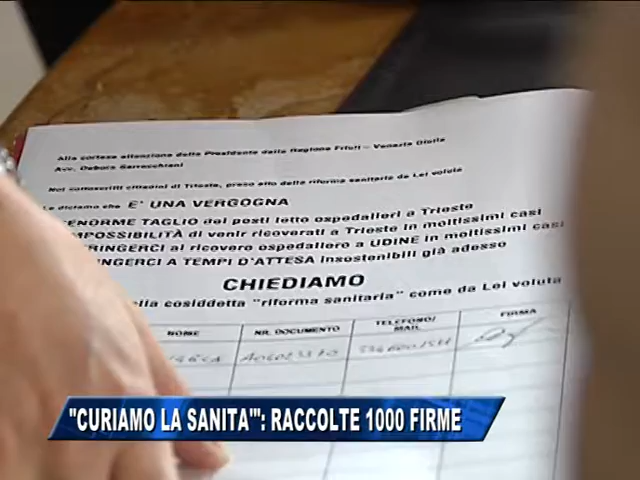 Alla cortese attenzione della Presidente della Regione Friuli - Venezia Giulia
Avv. Debora Serracchiani
Noi sottoscritti cittadini di Trieste, preso atto della riforma sanitaria da Lei voluta
Le diciamo che E' UNA VERGOGNA
ENORME TAGLIO dei posti letto ospedalieri a Trieste
MPOSSIBILITÀ di venir ricoverati a Trieste in moltissimi casi
RINGERCI al ricovero ospedaliero a UDINE in moltissimi casi
INGERCI A TEMPI D'ATTESA insostenibili già adesso
CHIEDIAMO
ella cosiddetta "riforma sanitaria" come da Lei voluta
NOME NR. DOCUMENTO TELEFONO/ MAIL FIRMA
"CURIAMO LA SANITA'": RACCOLTE 1000 FIRME